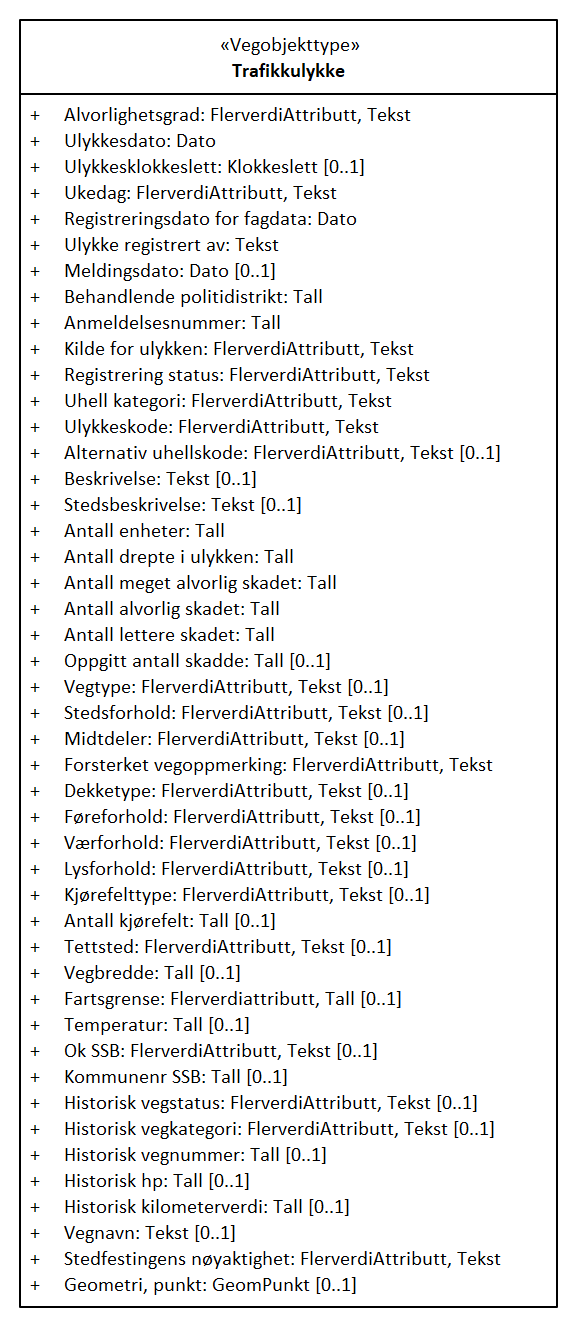 «Vegobjekttype»
Trafikkulykke
+ Alvorlighetsgrad: FlerverdiAttributt, Tekst
+ Ulykkesdato: Dato
+ Ulykkesklokkeslett: Klokkeslett [0..1]
+ Ukedag: FlerverdiAttributt, Tekst
+ Registreringsdato for fagdata: Dato
+ Ulykke registrert av: Tekst
+ Meldingsdato: Dato [0..1]
+ Behandlende politidistrikt: Tall
+ Anmeldelsesnummer: Tall
+ Kilde for ulykken: FlerverdiAttributt, Tekst
+ Registrering status: FlerverdiAttributt, Tekst
+ Uhell kategori: FlerverdiAttributt, Tekst
+ Ulykkeskode: FlerverdiAttributt, Tekst
+ Alternativ uhellskode: FlerverdiAttributt, Tekst [0..1]
+ Beskrivelse: Tekst [0..1]
+ Stedsbeskrivelse: Tekst [0..1]
+ Antall enheter: Tall
+ Antall drepte i ulykken: Tall
+ Antall meget alvorlig skadet: Tall
+ Antall alvorlig skadet: Tall
+ Antall lettere skadet: Tall
+ Oppgitt antall skadde: Tall [0..1]
+ Vegtype: FlerverdiAttributt, Tekst [0..1]
+ Stedsforhold: FlerverdiAttributt, Tekst [0..1]
+ Midtdeler: FlerverdiAttributt, Tekst [0..1]
+ Forsterket vegoppmerking: FlerverdiAttributt, Tekst
+ Dekketype: FlerverdiAttributt, Tekst [0..1]
+ Føreforhold: FlerverdiAttributt, Tekst [0..1]
+ Værforhold: FlerverdiAttributt, Tekst [0..1]
+ Lysforhold: FlerverdiAttributt, Tekst [0..1]
+ Kjørefelttype: FlerverdiAttributt, Tekst [0..1]
+ Antall kjørefelt: Tall [0..1]
+ Tettsted: FlerverdiAttributt, Tekst [0..1]
+ Vegbredde: Tall [0..1]
+ Fartsgrense: Flerverdiattributt, Tall [0..1]
+ Temperatur: Tall [0..1]
+ Ok SSB: FlerverdiAttributt, Tekst [0..1]
+ Kommunenr SSB: Tall [0..1]
+ Historisk vegstatus: FlerverdiAttributt, Tekst [0..1]
+ Historisk vegkategori: FlerverdiAttributt, Tekst [0..1]
+ Historisk vegnummer: Tall [0..1]
+ Historisk hp: Tall [0..1]
+ Historisk kilometerverdi: Tall [0..1]
+ Vegnavn: Tekst [0..1]
+ Stedfestingens nøyaktighet: FlerverdiAttributt, Tekst
+ Geometri, punkt: GeomPunkt [0..1]